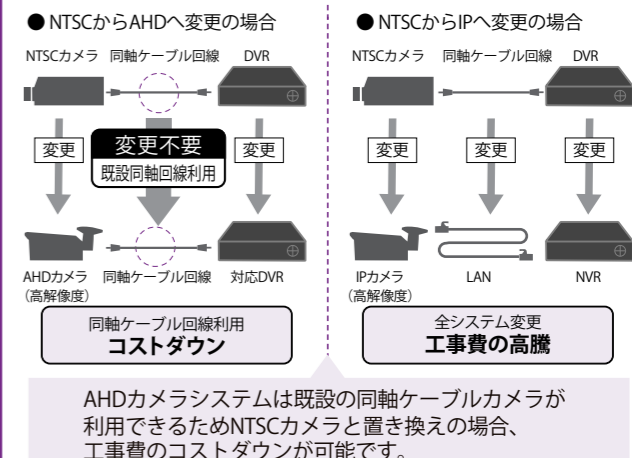 ● NTSCからAHDへ変更の場合
NTSCカメラ 同軸ケーブル回線 DVR
変更
変更不要
既設同軸回線利用
変更
AHDカメラ
（高解像度）
同軸ケーブル回線 対応DVR
同軸ケーブル回線利用
コストダウン
● NTSCからIPへ変更の場合
NTSCカメラ 同軸ケーブル回線 DVR
変更 変更 変更
IPカメラ
（高解像度）
LAN NVR
全システム変更
工事費の高騰
AHDカメラシステムは既設の同軸ケーブルカメラが
利用できるためNTSCカメラと置き換えの場合、
工事費のコストダウンが可能です。